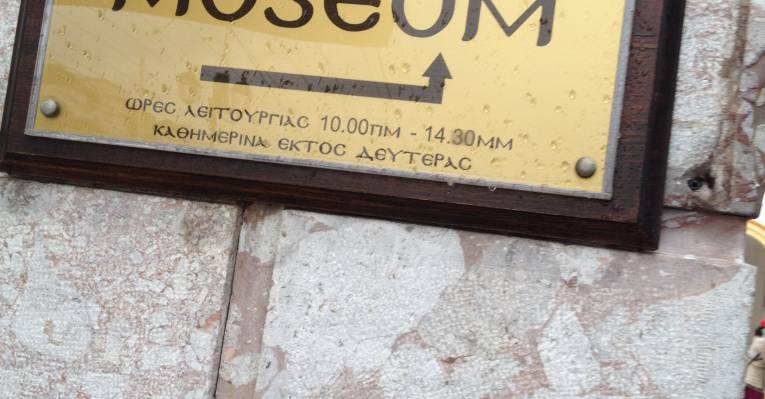 MUSEUM
ΩΡΕΣ ΛΕΙΤΟΥΡΓΙΑΣ 10.00ΠΜ - 14.30ΜΜ
ΚΑΘΗΜΕΡΙΝΑ ΕΚΤΟΣ ΔΕΥΤΕΡΑΣ